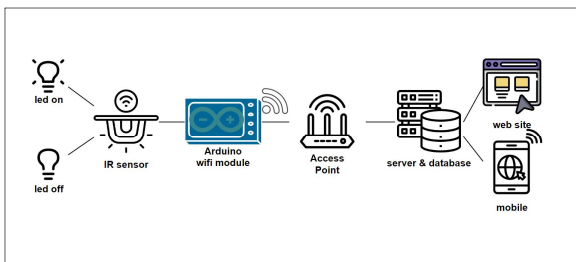 led on
led off
IR sensor
Arduino
wifi module
Access
Point
server & database
web site
mobile